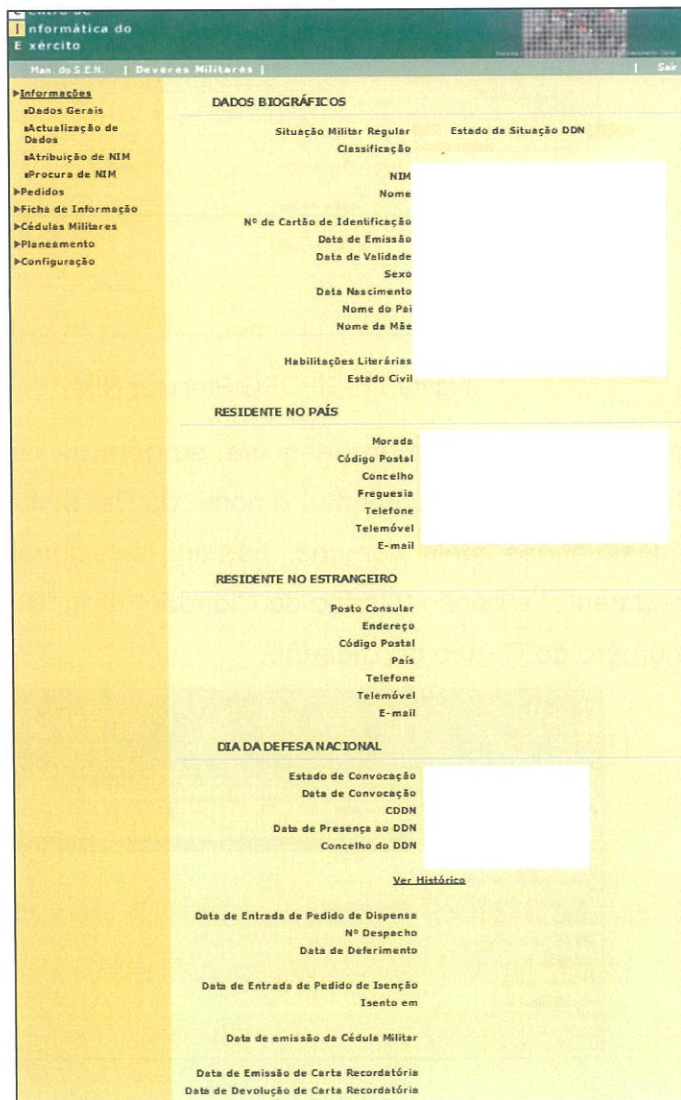 Centro de
Informática do
Exército
Man. do S.E.N. | Deveres Militares | | Sair
▶Informações
Dados Gerais
Actualização de
Dados
Atribuição de NIM
Procura de NIM
▶Pedidos
▶Ficha de Informação
▶Cédulas Militares
▶Planeamento
▶Configuração
DADOS BIOGRÁFICOS
Situação Militar Regular Estado da Situação DDN
Classificação
NIM
Nome
Nº de Cartão de Identificação
Data de Emissão
Data de Validade
Sexo
Data Nascimento
Nome do Pai
Nome da Mãe
Habilitações Literárias
Estado Civil
RESIDENTE NO PAÍS
Morada
Código Postal
Concelho
Freguesia
Telefone
Telemóvel
E-mail
RESIDENTE NO ESTRANGEIRO
Posto Consular
Endereço
Código Postal
País
Telefone
Telemóvel
E-mail
DIA DA DEFESA NACIONAL
Estado de Convocação
Data de Convocação
CDDN
Data de Presença ao DDN
Concelho do DDN
Ver Histórico
Data de Entrada de Pedido de Dispensa
Nº Despacho
Data de Deferimento
Data de Entrada de Pedido de Isenção
Isento em
Data de emissão da Cédula Militar
Data de Emissão de Carta Recordatória
Data de Devolução de Carta Recordatória